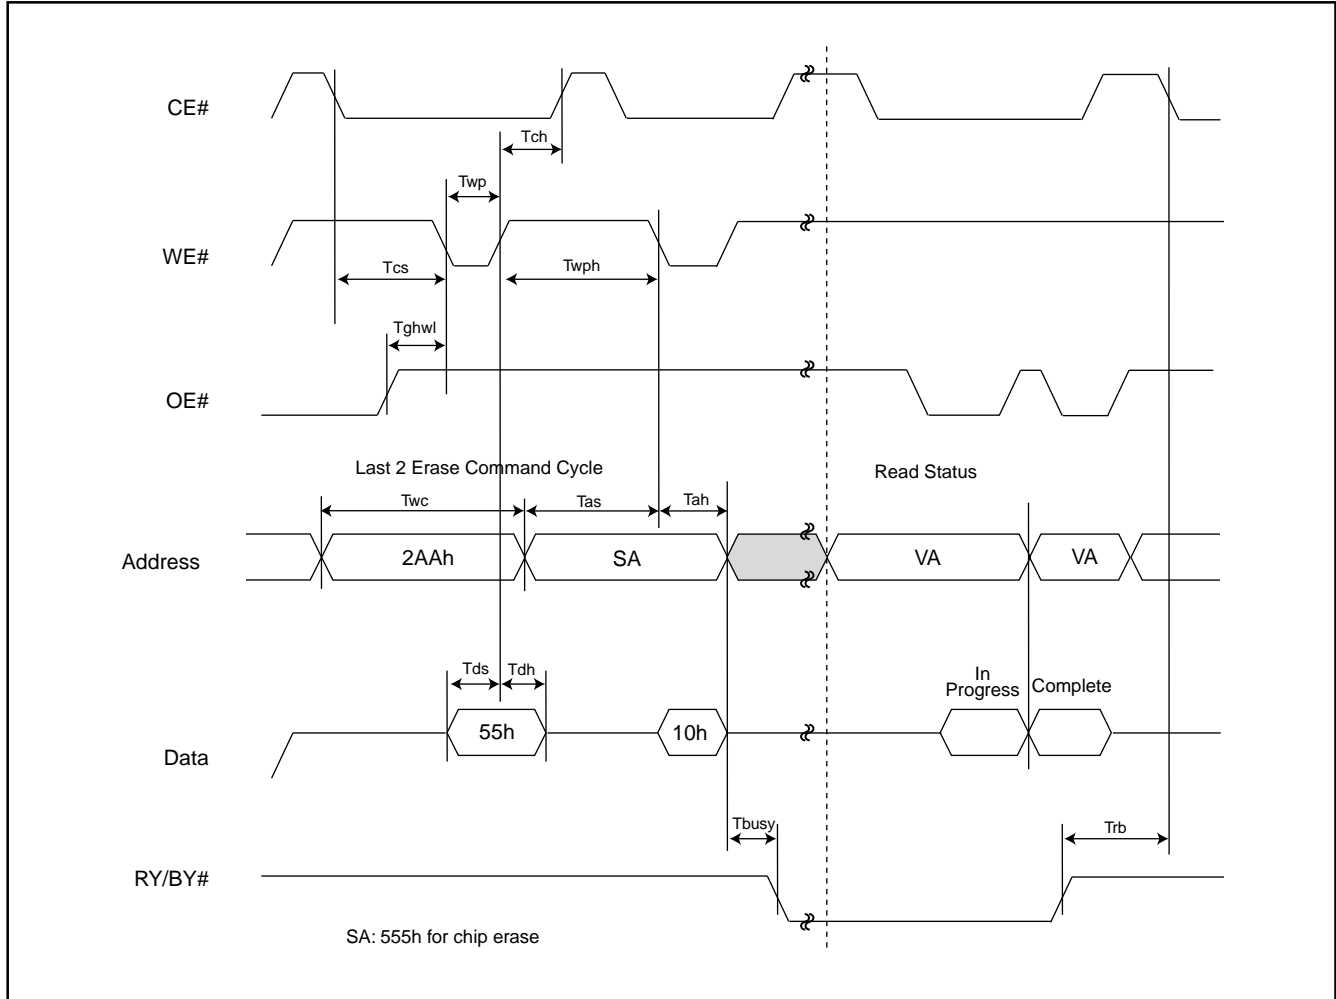 CE#
Tch
Twp
WE#
Tcs
Twph
Tghwl
OE#
Last 2 Erase Command Cycle
Read Status
Twc
Tas
Tah
Address
2AAh
SA
VA
VA
Tds
Tdh
In
Progress
Complete
55h
10h
Data
Tbusy
Trb
RY/BY#
SA: 555h for chip erase